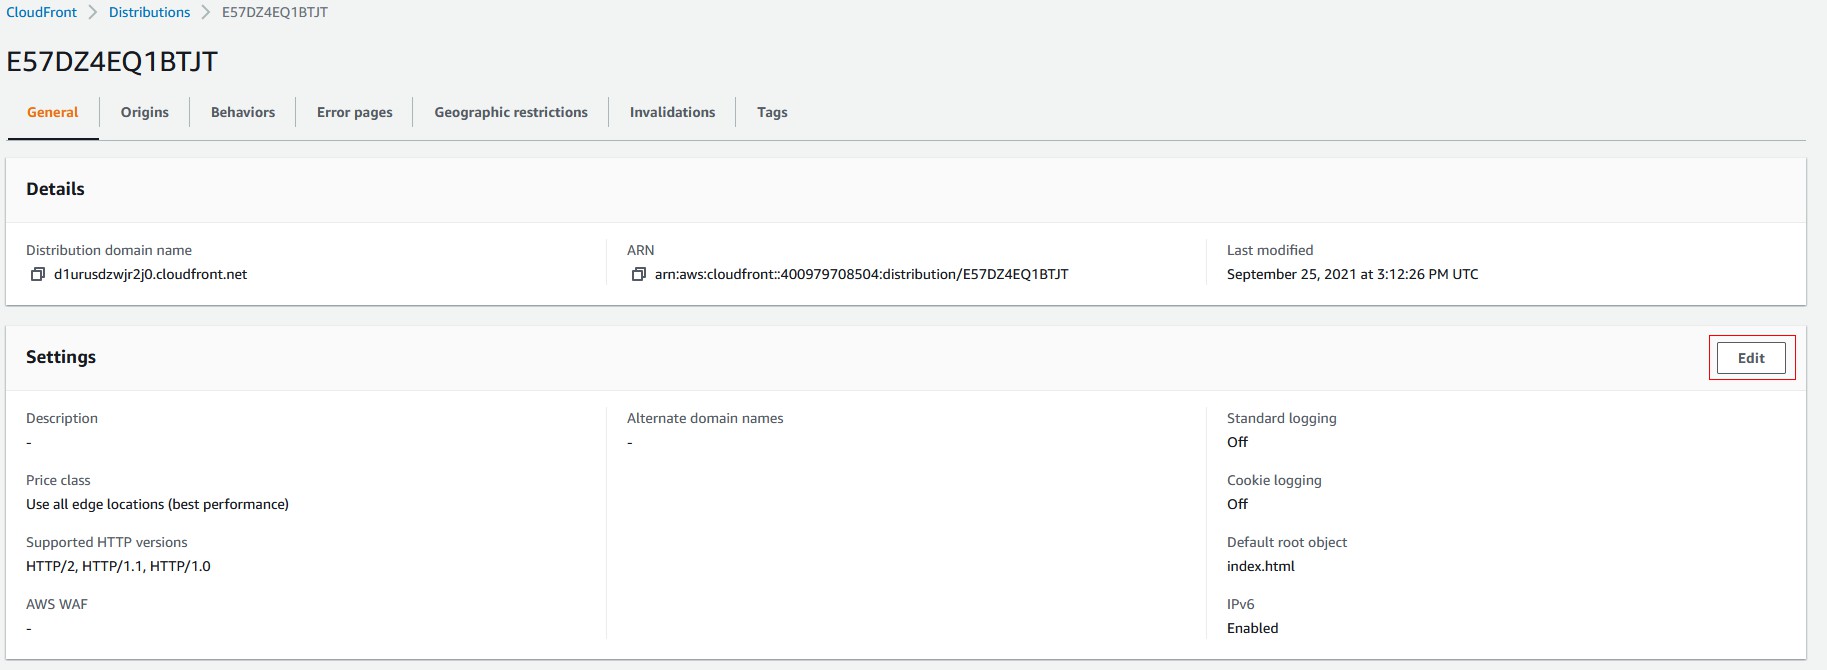 CloudFront > Distributions > E57DZ4EQ1BTJT
E57DZ4EQ1BTJT
General Origins Behaviors Error pages Geographic restrictions Invalidations Tags
Details
Distribution domain name ARN Last modified
d1urusdzwjr2j0.cloudfront.net arn:aws:cloudfront::400979708504:distribution/E57DZ4EQ1BTJT September 25, 2021 at 3:12:26 PM UTC
Settings Edit
Description Alternate domain names Standard logging
- - Off
Price class Cookie logging
Use all edge locations (best performance) Off
Supported HTTP versions Default root object
HTTP/2, HTTP/1.1, HTTP/1.0 index.html
AWS WAF IPv6
- Enabled